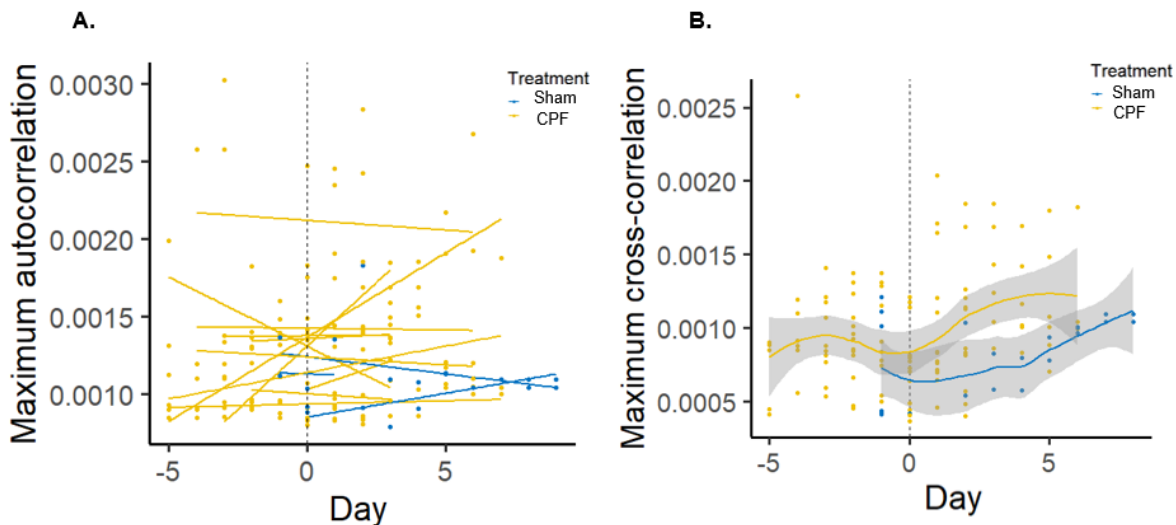 A.
Maximum autocorrelation
0.0030
0.0025
0.0020
0.0015
0.0010
-5
0
5
Day
Treatment
Sham
CPF
B.
Maximum cross-correlation
0.0025
0.0020
0.0015
0.0010
0.0005
-5
0
5
Day
Treatment
Sham
CPF